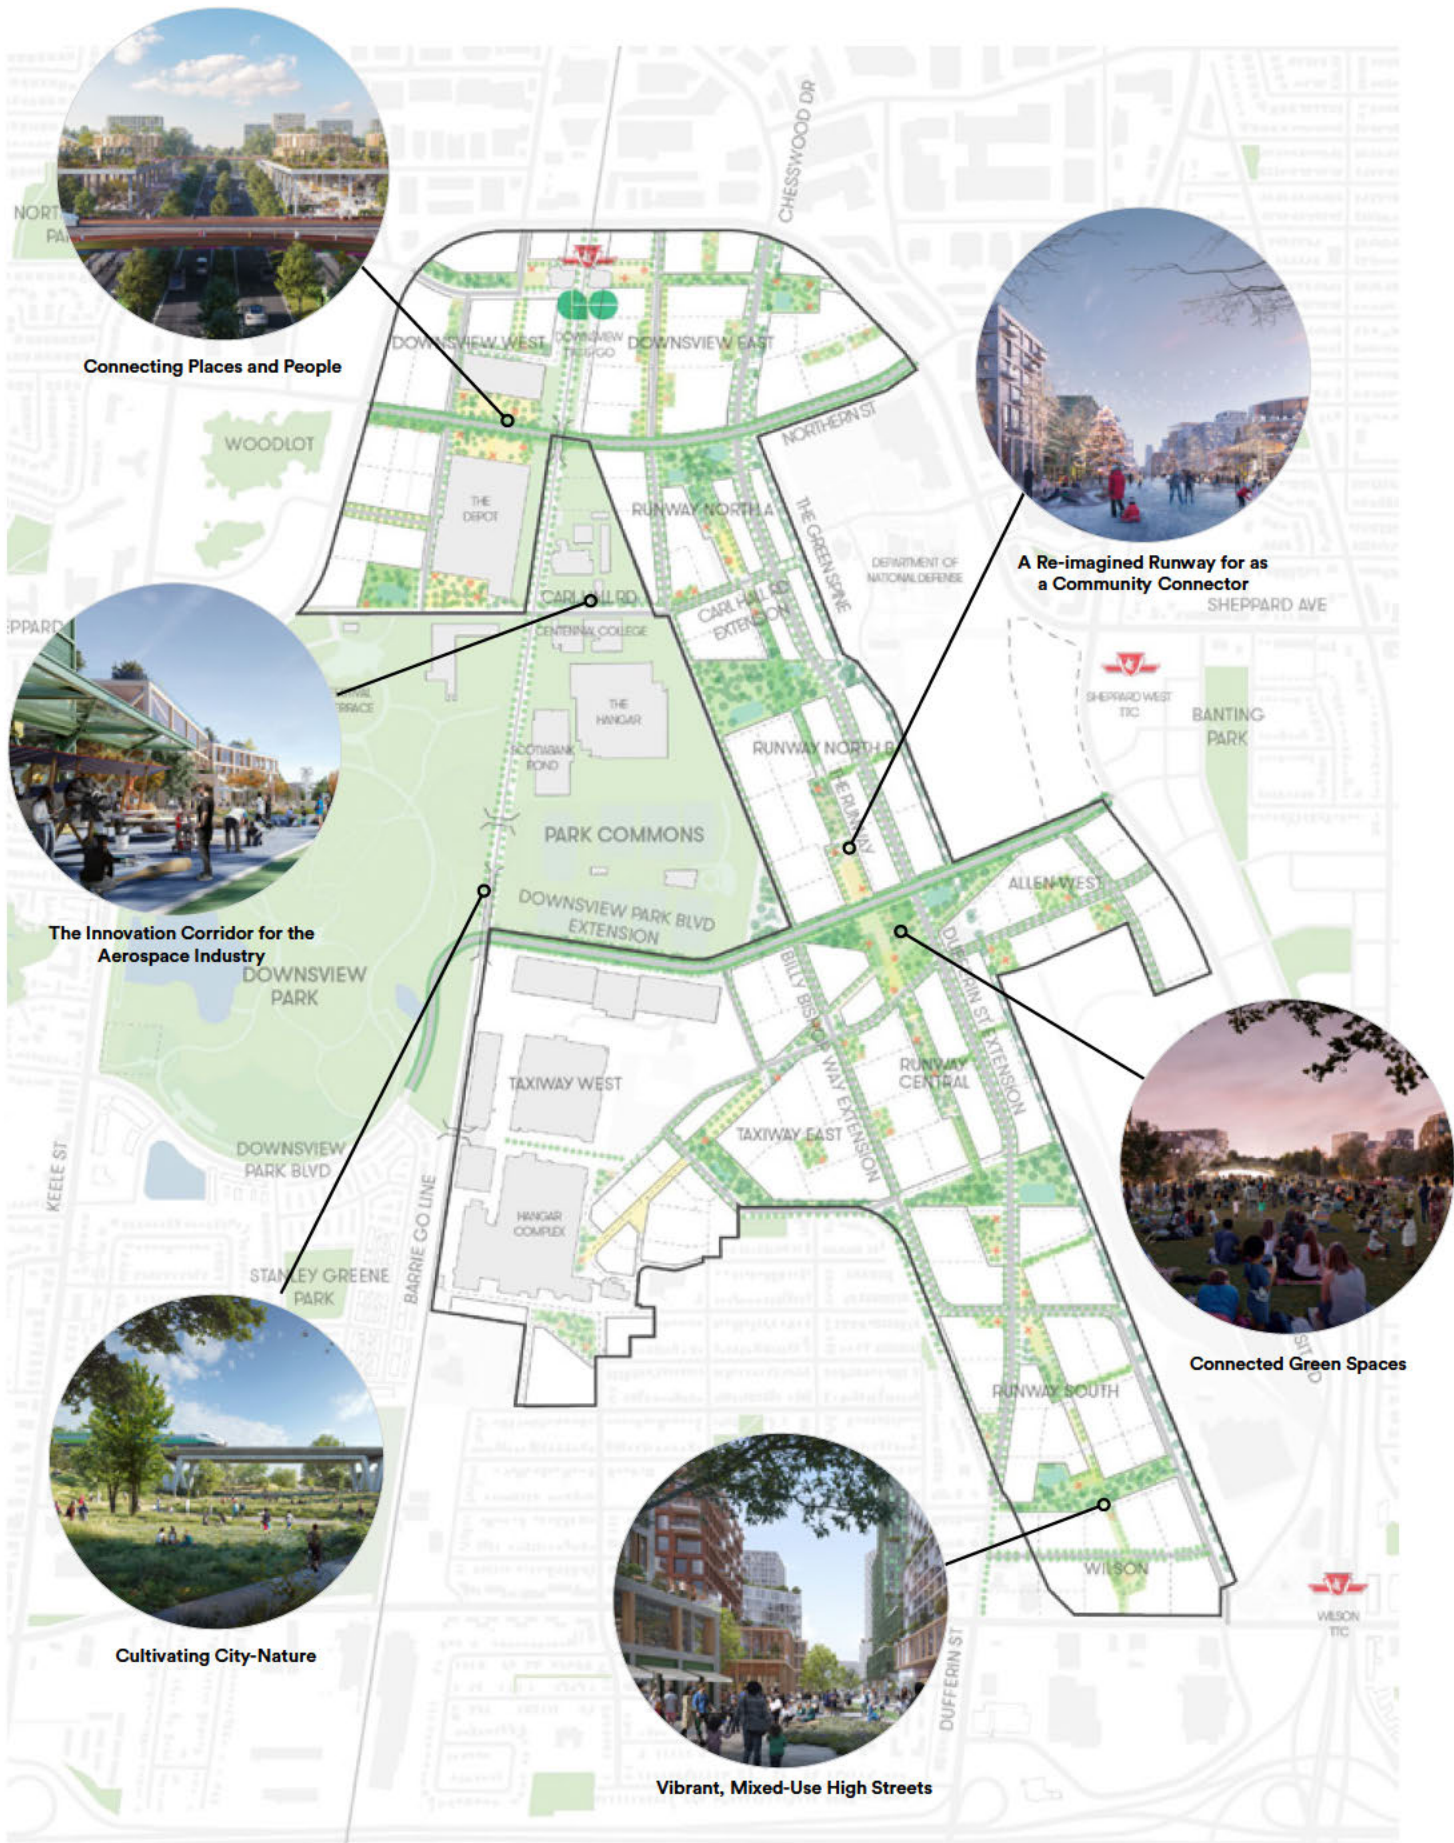 CHESSWOOD DR
Connecting Places and People
DOWNSVIEW WEST
DOWNSVIEW
TTC/GO
DOWNSVIEW EAST
NORTHERN ST
WOODLOT
THE
DEPOT
RUNWAY NORTH A
THE GREEN SPINE
DEPARTMENT OF
NATIONAL DEFENSE
A Re-imagined Runway for as
a Community Connector
SHEPPARD AVE
CARL HALL RD
CARL HALL RD
EXTENSION
CENTENNIAL COLLEGE
SHEPPARD WEST
TTC
BANTING
PARK
THE
HANGAR
SCOTIABANK
POND
RUNWAY NORTH B
THE RUNWAY
PARK COMMONS
ALLEN WEST
DOWNSVIEW PARK BLVD
EXTENSION
The Innovation Corridor for the
Aerospace Industry
DOWNSVIEW
PARK
DUFFERIN ST EXTENSION
BILLY BISHOP WAY EXTENSION
RUNWAY
CENTRAL
TAXIWAY WEST
TAXIWAY EAST
DOWNSVIEW
PARK BLVD
KEELE ST
BARRIE GO LINE
HANGAR
COMPLEX
STANLEY GREENE
PARK
Connected Green Spaces
RUNWAY SOUTH
WILSON
WILSON
TTC
DUFFERIN ST
Cultivating City-Nature
Vibrant, Mixed-Use High Streets